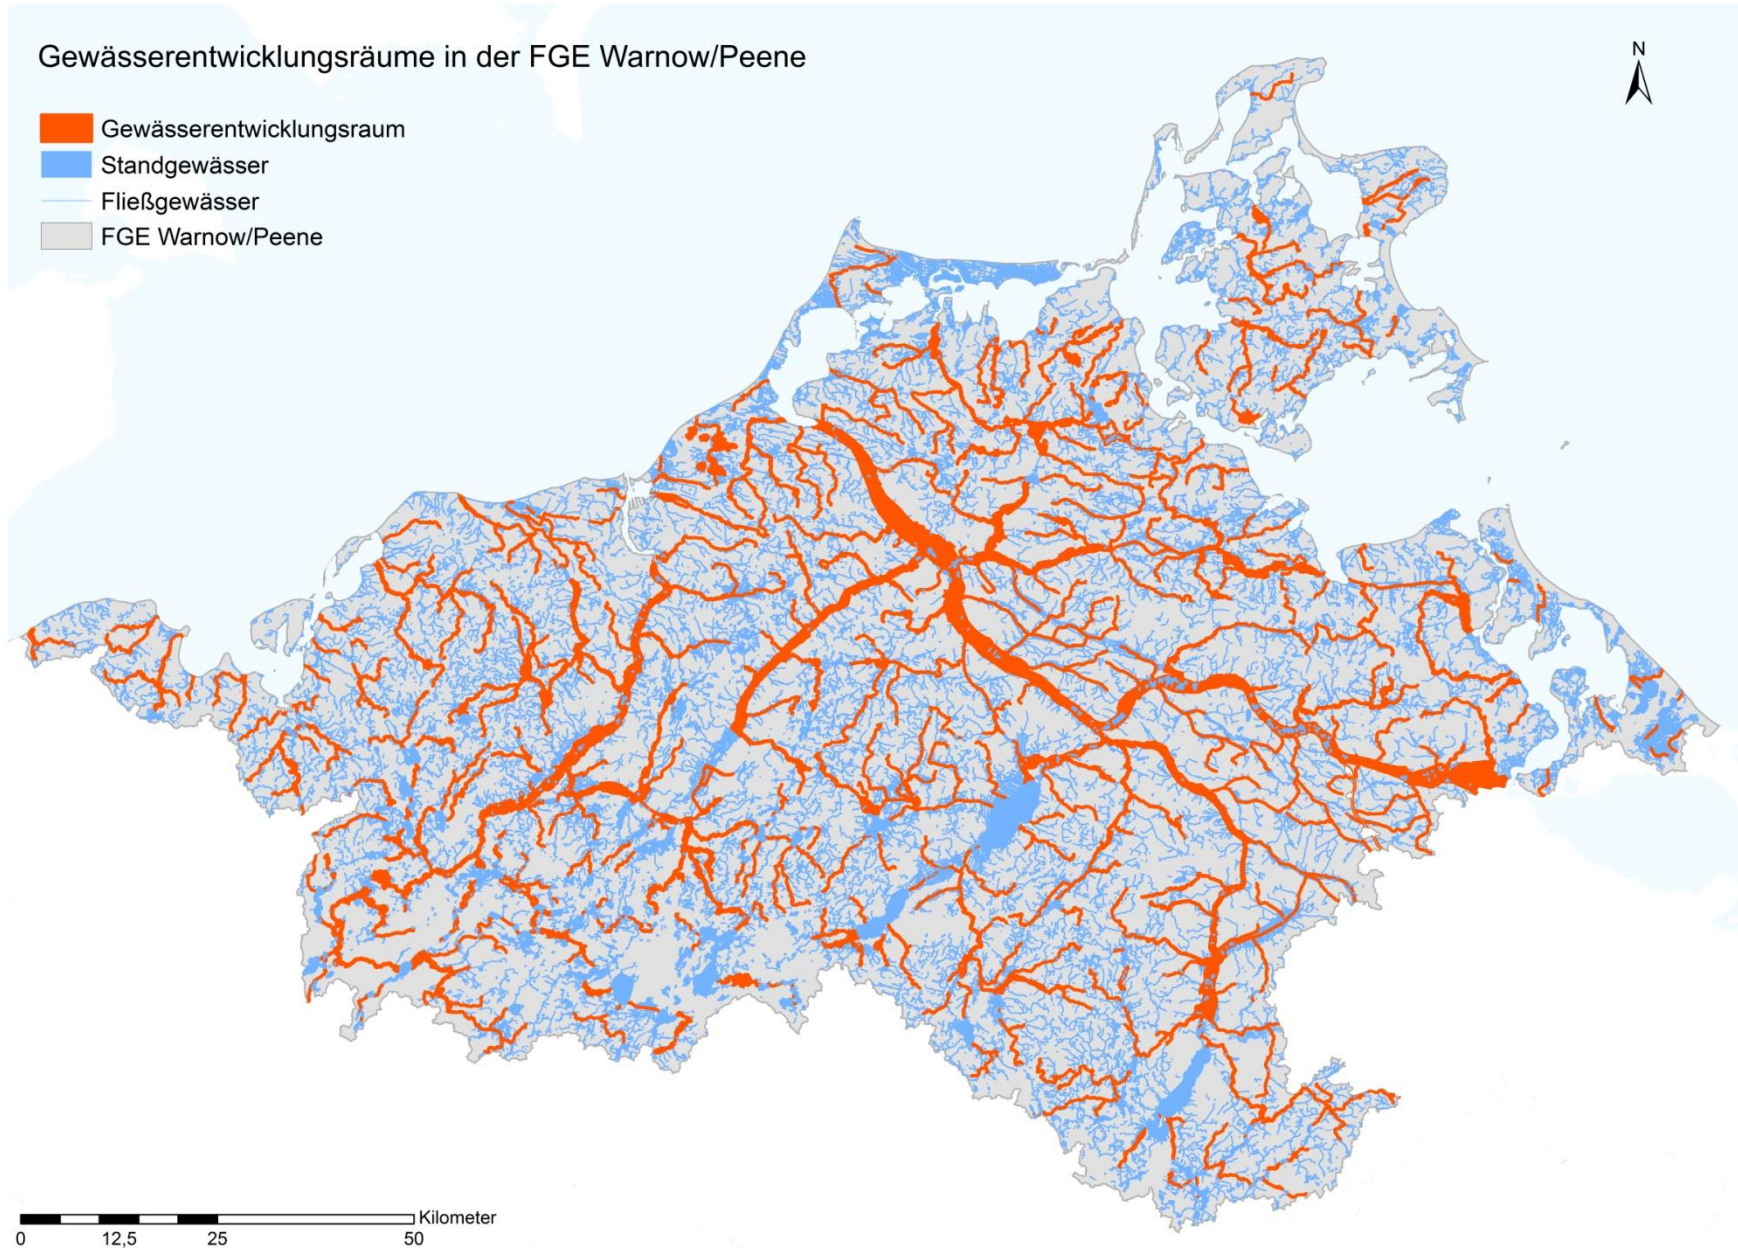 Gewässerentwicklungsräume in der FGE Warnow/Peene
N
Gewässerentwicklungsraum
Standgewässer
Fließgewässer
FGE Warnow/Peene
Kilometer
0 12,5 25 50